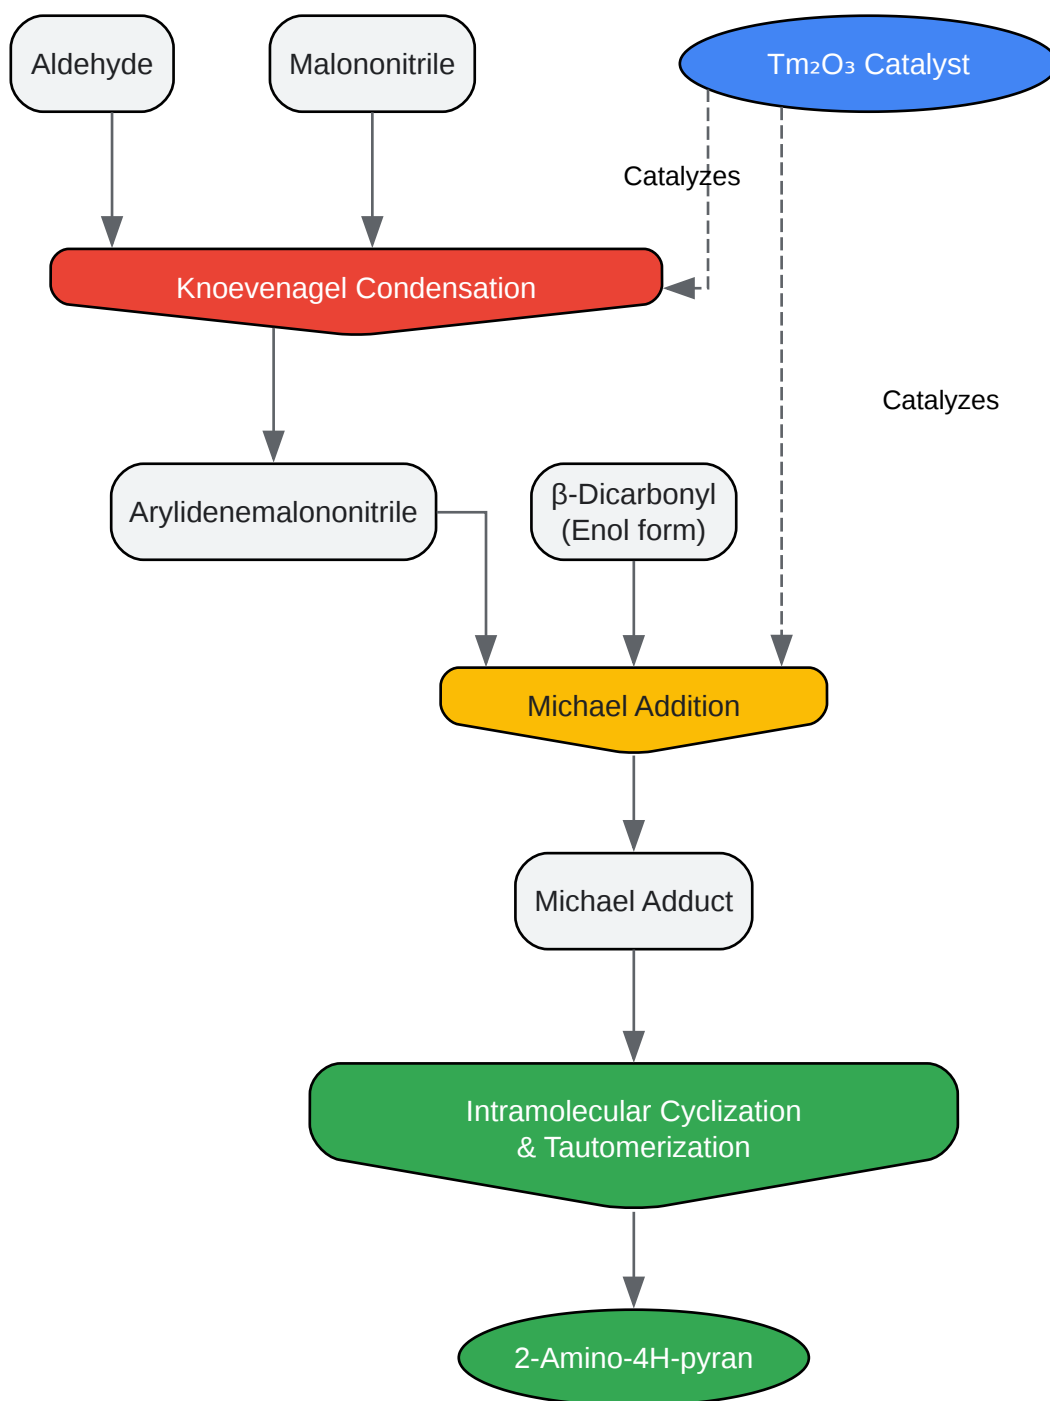 Aldehyde
Malononitrile
Tm₂O₃ Catalyst
Catalyzes
Knoevenagel Condensation
Catalyzes
Arylidenemalononitrile
β-Dicarbonyl
(Enol form)
Michael Addition
Michael Adduct
Intramolecular Cyclization
& Tautomerization
2-Amino-4H-pyran